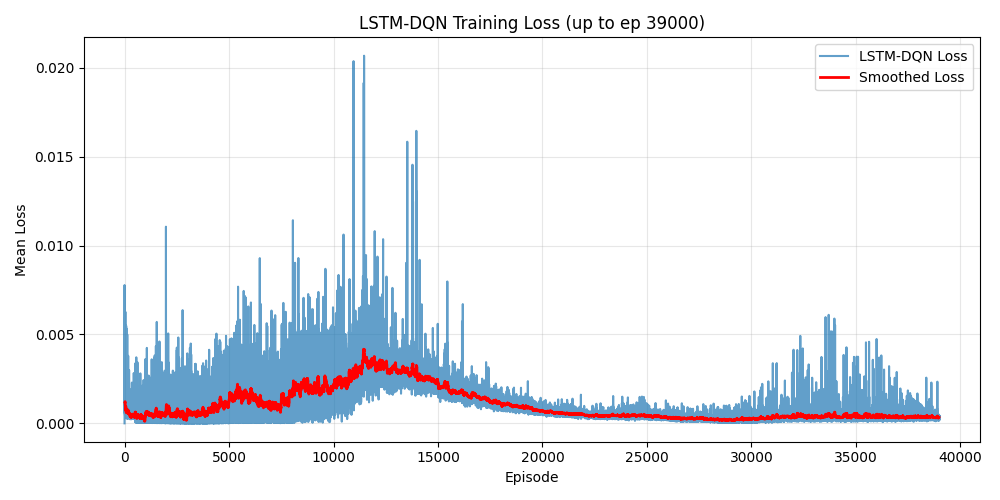 LSTM-DQN Training Loss (up to ep 39000)
LSTM-DQN Loss
Smoothed Loss
Mean Loss
0.020
0.015
0.010
0.005
0.000
0 5000 10000 15000 20000 25000 30000 35000 40000
Episode